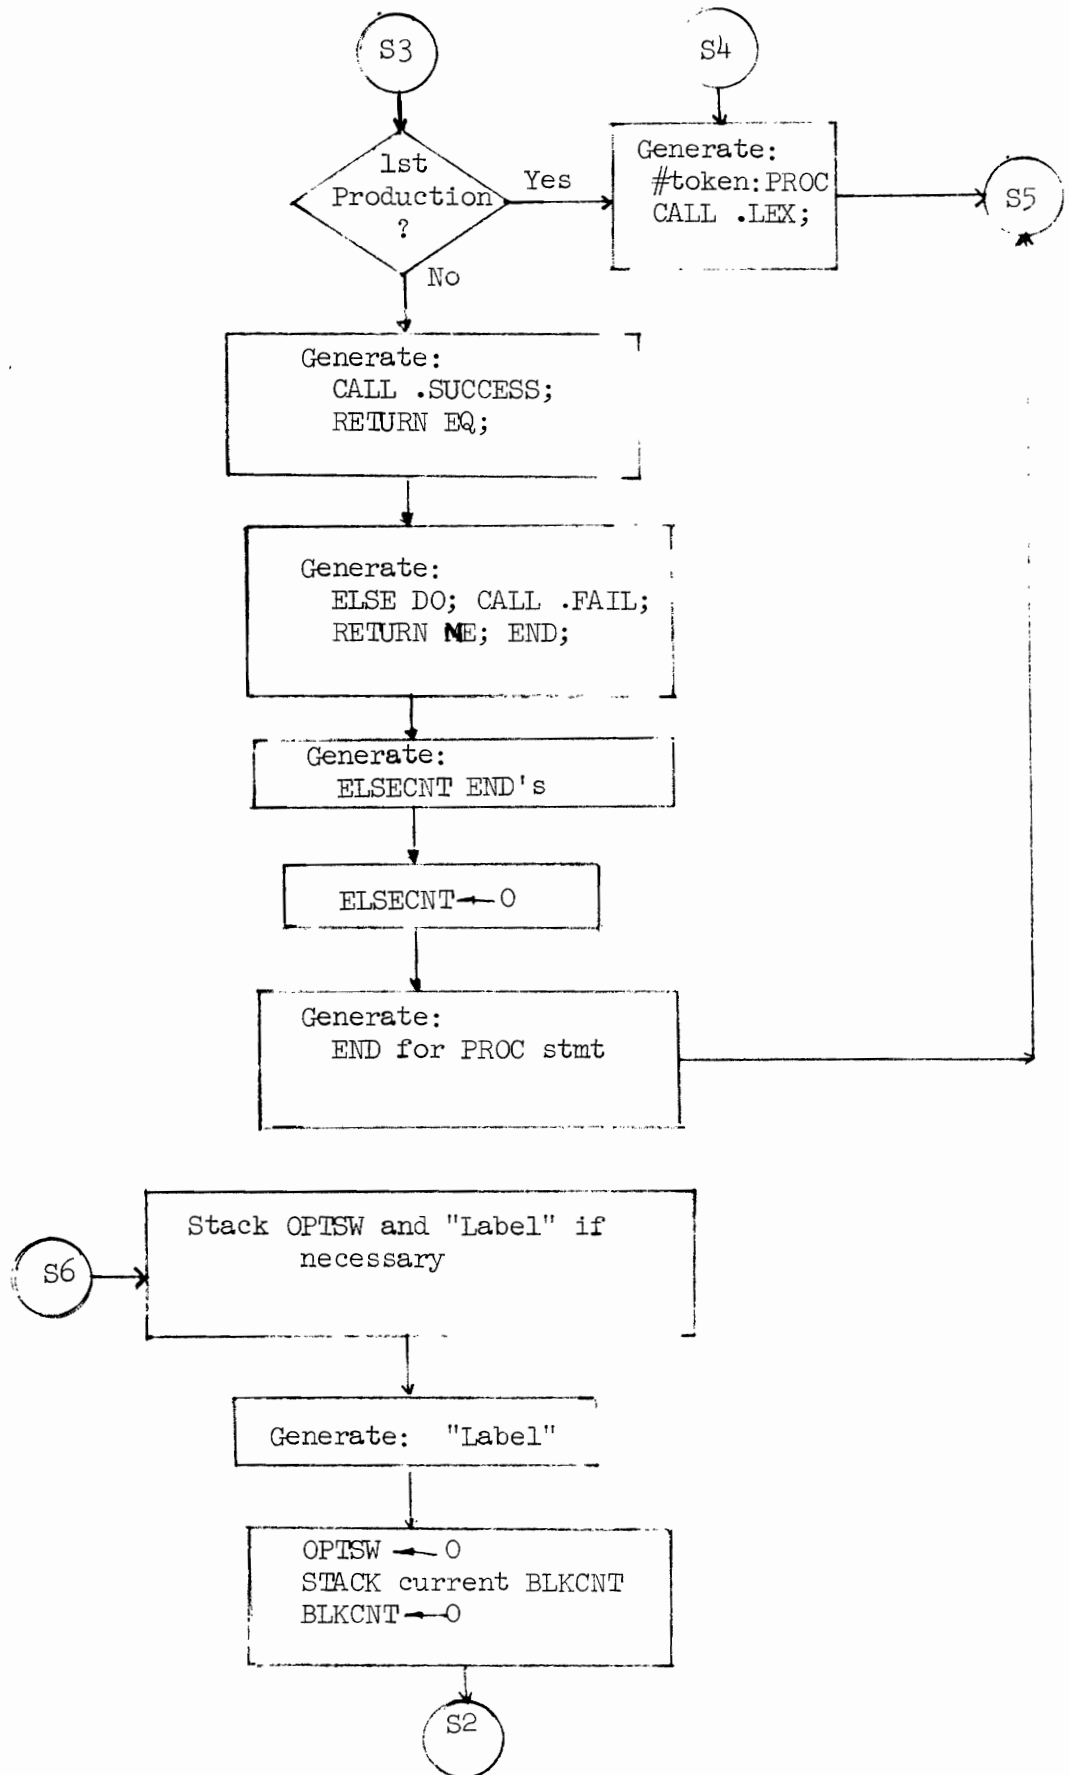 S3
S4
1st
Production
?
Yes
No
Generate:
#token:PROC
CALL .LEX;
S5
Generate:
CALL .SUCCESS;
RETURN EQ;
Generate:
ELSE DO; CALL .FAIL;
RETURN NE; END;
Generate:
ELSECNT END's
ELSECNT←0
Generate:
END for PROC stmt
S6
Stack OPTSW and "Label" if
necessary
Generate: "Label"
OPTSW ← 0
STACK current BLKCNT
BLKCNT←0
S2